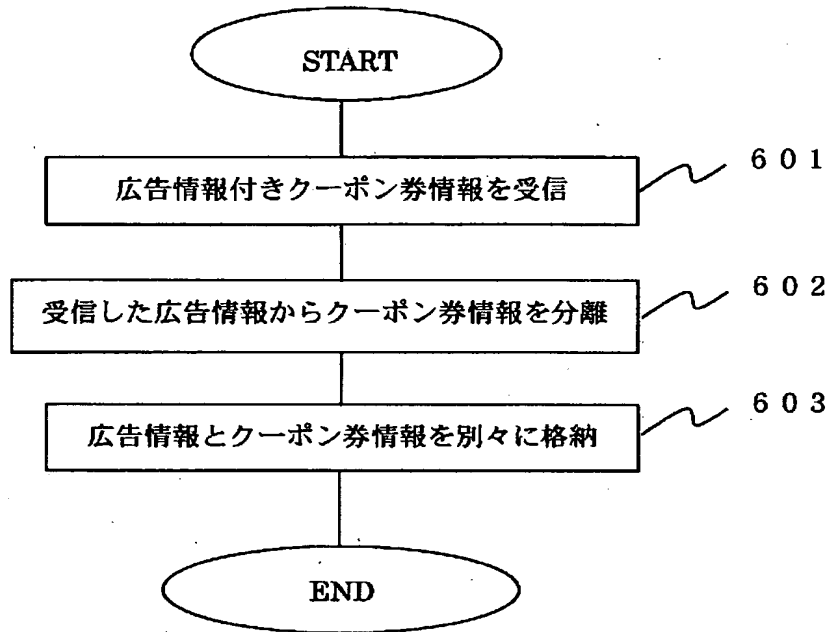 START
広告情報付きクーポン券情報を受信
６０１
受信した広告情報からクーポン券情報を分離
６０２
広告情報とクーポン券情報を別々に格納
６０３
END